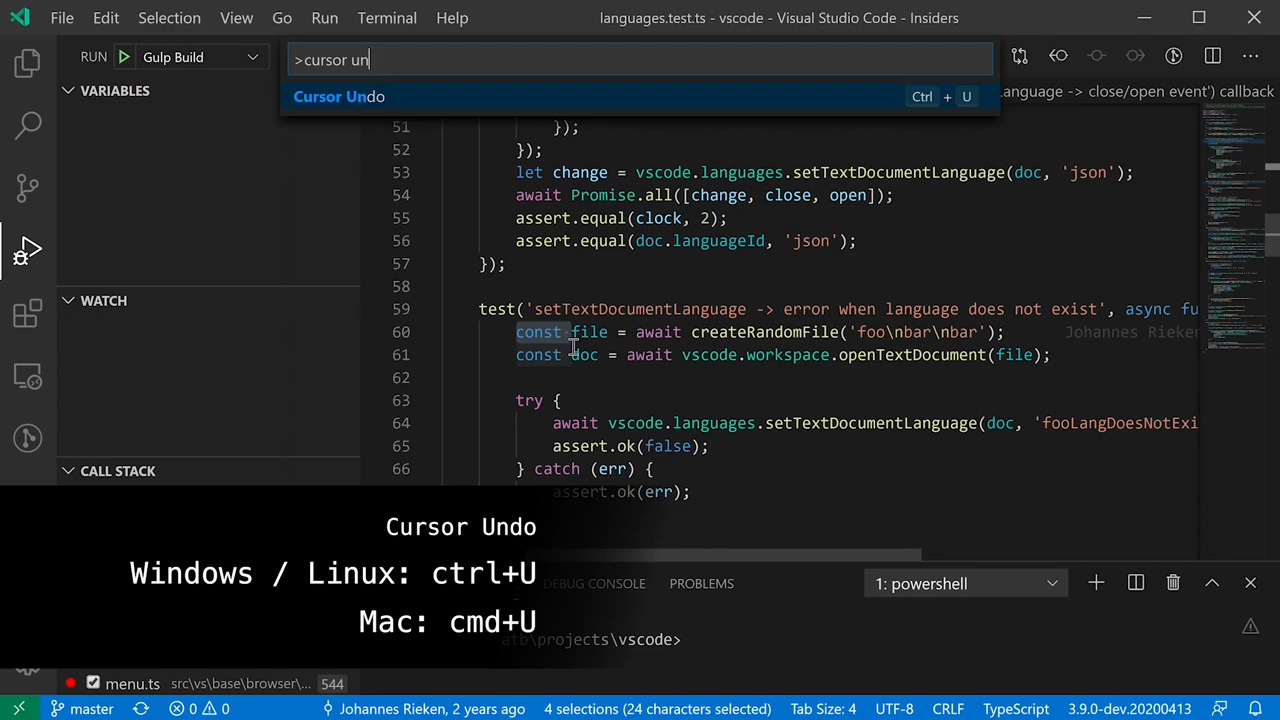 File Edit Selection View Go Run Terminal Help languages.test.ts - vscode - Visual Studio Code - Insiders
RUN Gulp Build
>cursor un
Cursor Undo Ctrl + U
VARIABLES
anguage -> close/open event') callback
51 });
52 });
53 let change = vscode.languages.setTextDocumentLanguage(doc, 'json');
54 await Promise.all([change, close, open]);
55 assert.equal(clock, 2);
56 assert.equal(doc.languageId, 'json');
57 });
58
59 test('setTextDocumentLanguage -> error when language does not exist', async fu
60 const file = await createRandomFile('foo\nbar\nbar'); Johannes Rieken
61 const doc = await vscode.workspace.openTextDocument(file);
62
63 try {
64 await vscode.languages.setTextDocumentLanguage(doc, 'fooLangDoesNotExi
65 assert.ok(false);
66 } catch (err) {
assert.ok(err);
WATCH
CALL STACK
Cursor Undo
Windows / Linux: ctrl+U
Mac: cmd+U
DEBUG CONSOLE PROBLEMS 1: powershell
\projects\vscode>
menu.ts src\vs\base\browser\... 544
master 0 0 Johannes Rieken, 2 years ago 4 selections (24 characters selected) Tab Size: 4 UTF-8 CRLF TypeScript 3.9.0-dev.20200413